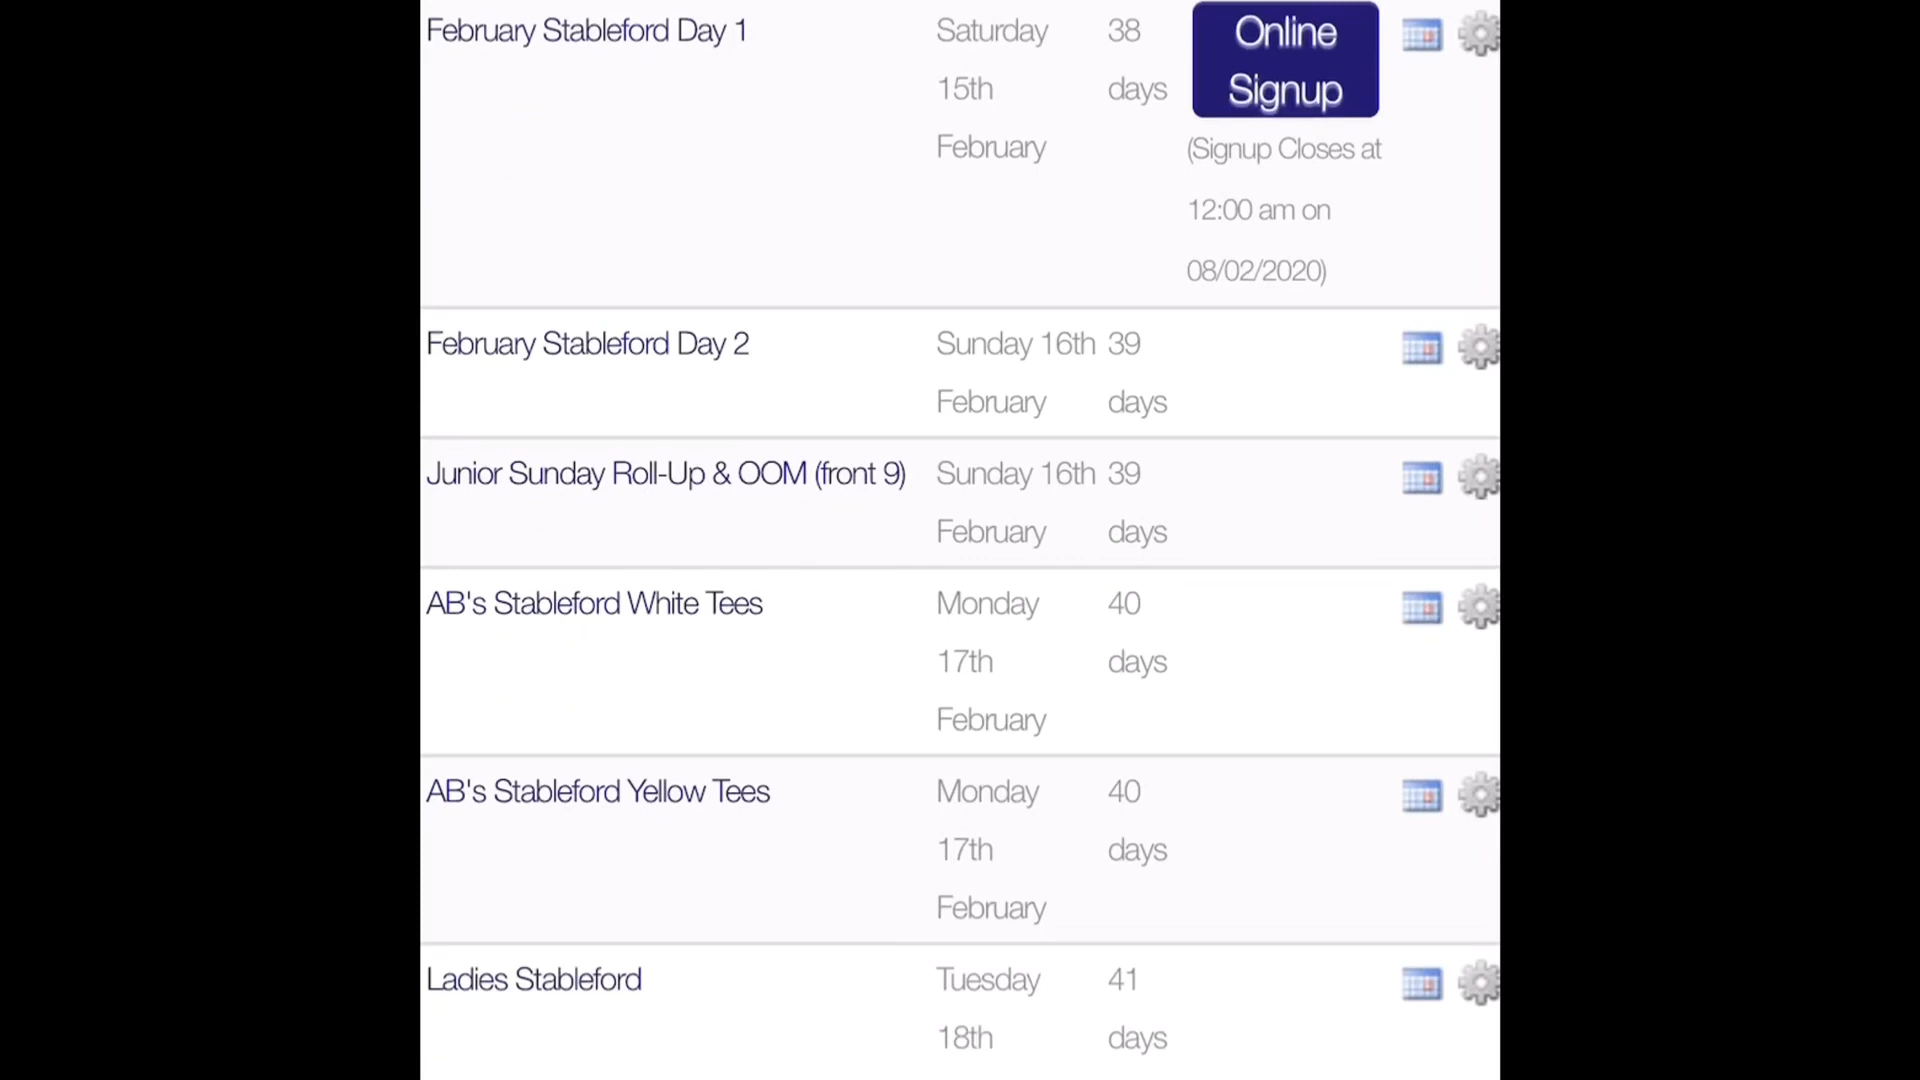 February Stableford Day 1
Saturday
15th
February
38
days
Online
Signup
(Signup Closes at
12:00 am on
08/02/2020)
February Stableford Day 2
Sunday 16th
February
39
days
Junior Sunday Roll-Up & OOM (front 9)
Sunday 16th
February
39
days
AB's Stableford White Tees
Monday
17th
February
40
days
AB's Stableford Yellow Tees
Monday
17th
February
40
days
Ladies Stableford
Tuesday
18th
41
days